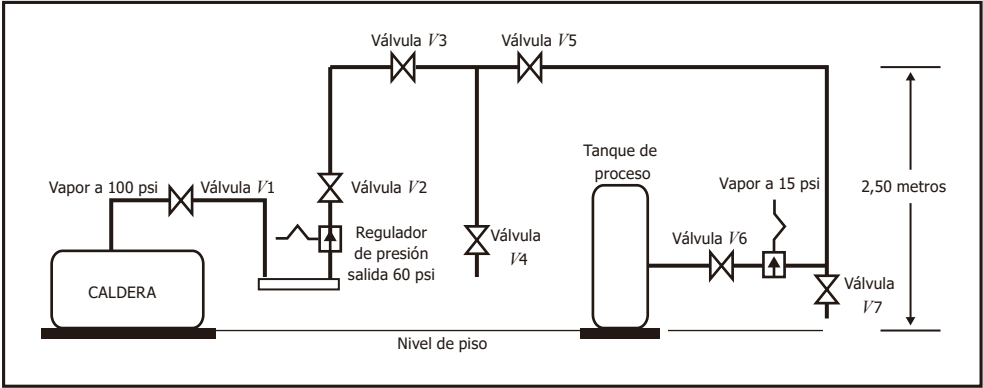 Válvula V3
Válvula V5
Tanque de
proceso
Vapor a 100 psi
Válvula V1
Válvula V2
Vapor a 15 psi
2,50 metros
Regulador
de presión
salida 60 psi
Válvula
V4
Válvula V6
CALDERA
Válvula
V7
Nivel de piso